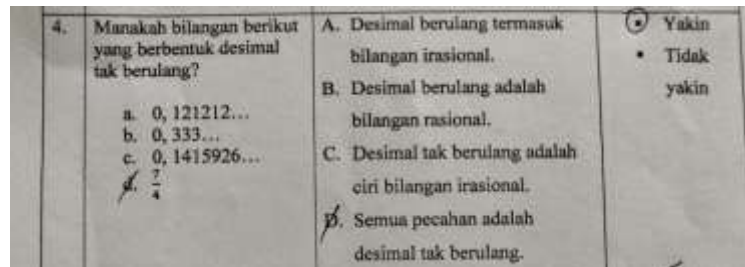 4. Manakah bilangan berikut
yang berbentuk desimal
tak berulang?
a. 0, 121212...
b. 0, 333...
c. 0, 1415926...
d. 7/4
A. Desimal berulang termasuk
bilangan irasional.
B. Desimal berulang adalah
bilangan rasional.
C. Desimal tak berulang adalah
ciri bilangan irasional.
D. Semua pecahan adalah
desimal tak berulang.
• Yakin
• Tidak
yakin